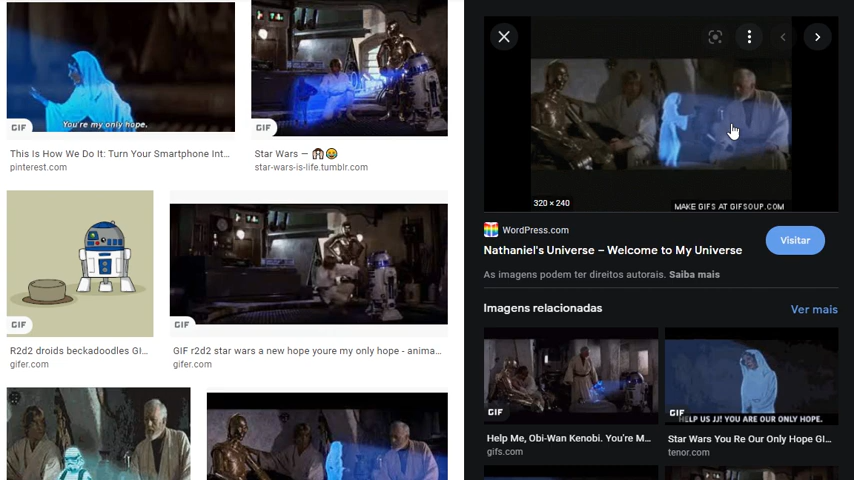 You're my only hope.
GIF
This Is How We Do It: Turn Your Smartphone Int...
pinterest.com
GIF
Star Wars —
star-wars-is-life.tumblr.com
GIF
R2d2 droids beckadoodles GI...
gifer.com
GIF
GIF r2d2 star wars a new hope youre my only hope - anima...
gifer.com
320 × 240
MAKE GIFS AT GIFSOUP.COM
WordPress.com
Nathaniel's Universe – Welcome to My Universe
Visitar
As imagens podem ter direitos autorais. Saiba mais
Imagens relacionadas
Ver mais
GIF
Help Me, Obi-Wan Kenobi. You're M...
gifs.com
GIF
HELP US JJ! YOU ARE OUR ONLY HOPE.
Star Wars You Re Our Only Hope GI...
tenor.com